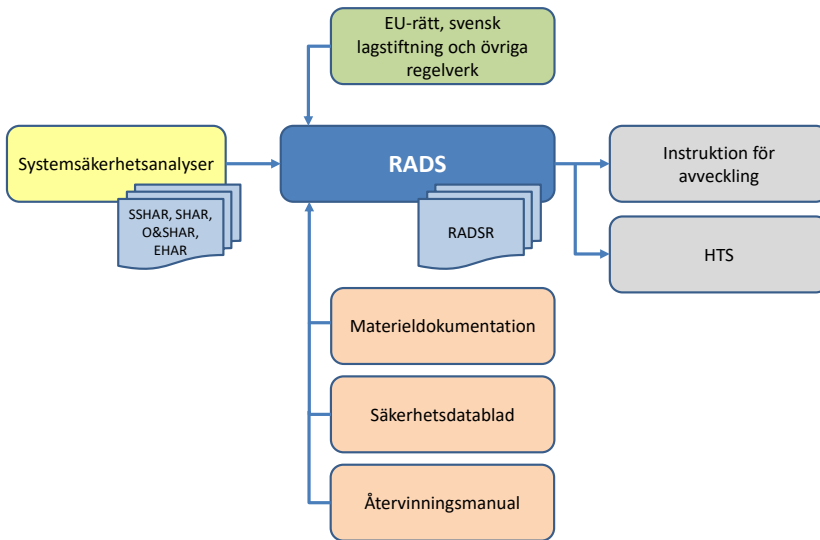 EU-rätt, svensk
lagstiftning och övriga
regelverk
Systemsäkerhetsanalyser
SSHAR, SHAR,
O&SHAR,
EHAR
RADS
RADSR
Instruktion för
avveckling
HTS
Materieldokumentation
Säkerhetsdatablad
Återvinningsmanual